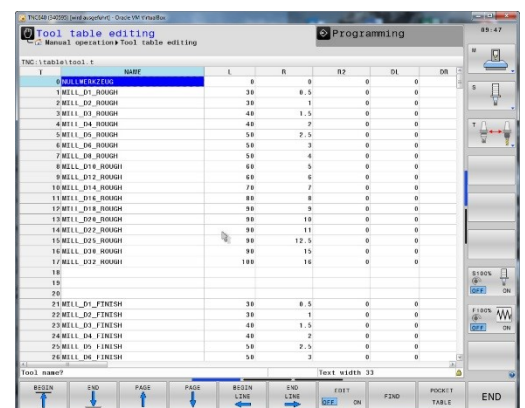 TNC640 (340595) [wird ausgeführt] - Oracle VM VirtualBox
Tool table editing
Manual operation▸Tool table editing
Programming
09:47
TNC:\table\tool.t
T NAME L R R2 DL DR
0 NULLWERKZEUG 0 0 0 0
1 MILL_D1_ROUGH 30 0.5 0 0
2 MILL_D2_ROUGH 30 1 0 0
3 MILL_D3_ROUGH 40 1.5 0 0
4 MILL_D4_ROUGH 40 2 0 0
5 MILL_D5_ROUGH 50 2.5 0 0
6 MILL_D6_ROUGH 50 3 0 0
7 MILL_D8_ROUGH 50 4 0 0
8 MILL_D10_ROUGH 60 5 0 0
9 MILL_D12_ROUGH 60 6 0 0
10 MILL_D14_ROUGH 70 7 0 0
11 MILL_D16_ROUGH 80 8 0 0
12 MILL_D18_ROUGH 90 9 0 0
13 MILL_D20_ROUGH 90 10 0 0
14 MILL_D22_ROUGH 90 11 0 0
15 MILL_D25_ROUGH 90 12.5 0 0
16 MILL_D30_ROUGH 90 15 0 0
17 MILL_D32_ROUGH 100 16 0 0
18
19
20
21 MILL_D1_FINISH 30 0.5 0 0
22 MILL_D2_FINISH 30 1 0 0
23 MILL_D3_FINISH 40 1.5 0 0
24 MILL_D4_FINISH 40 2 0 0
25 MILL_D5_FINISH 50 2.5 0 0
26 MILL_D6_FINISH 50 3 0 0
Tool name?
Text width 33
M
S
T
S100%
OFF ON
F100%
OFF ON
BEGIN
END
PAGE
PAGE
BEGIN LINE
END LINE
EDIT OFF ON
FIND
POCKET TABLE
END